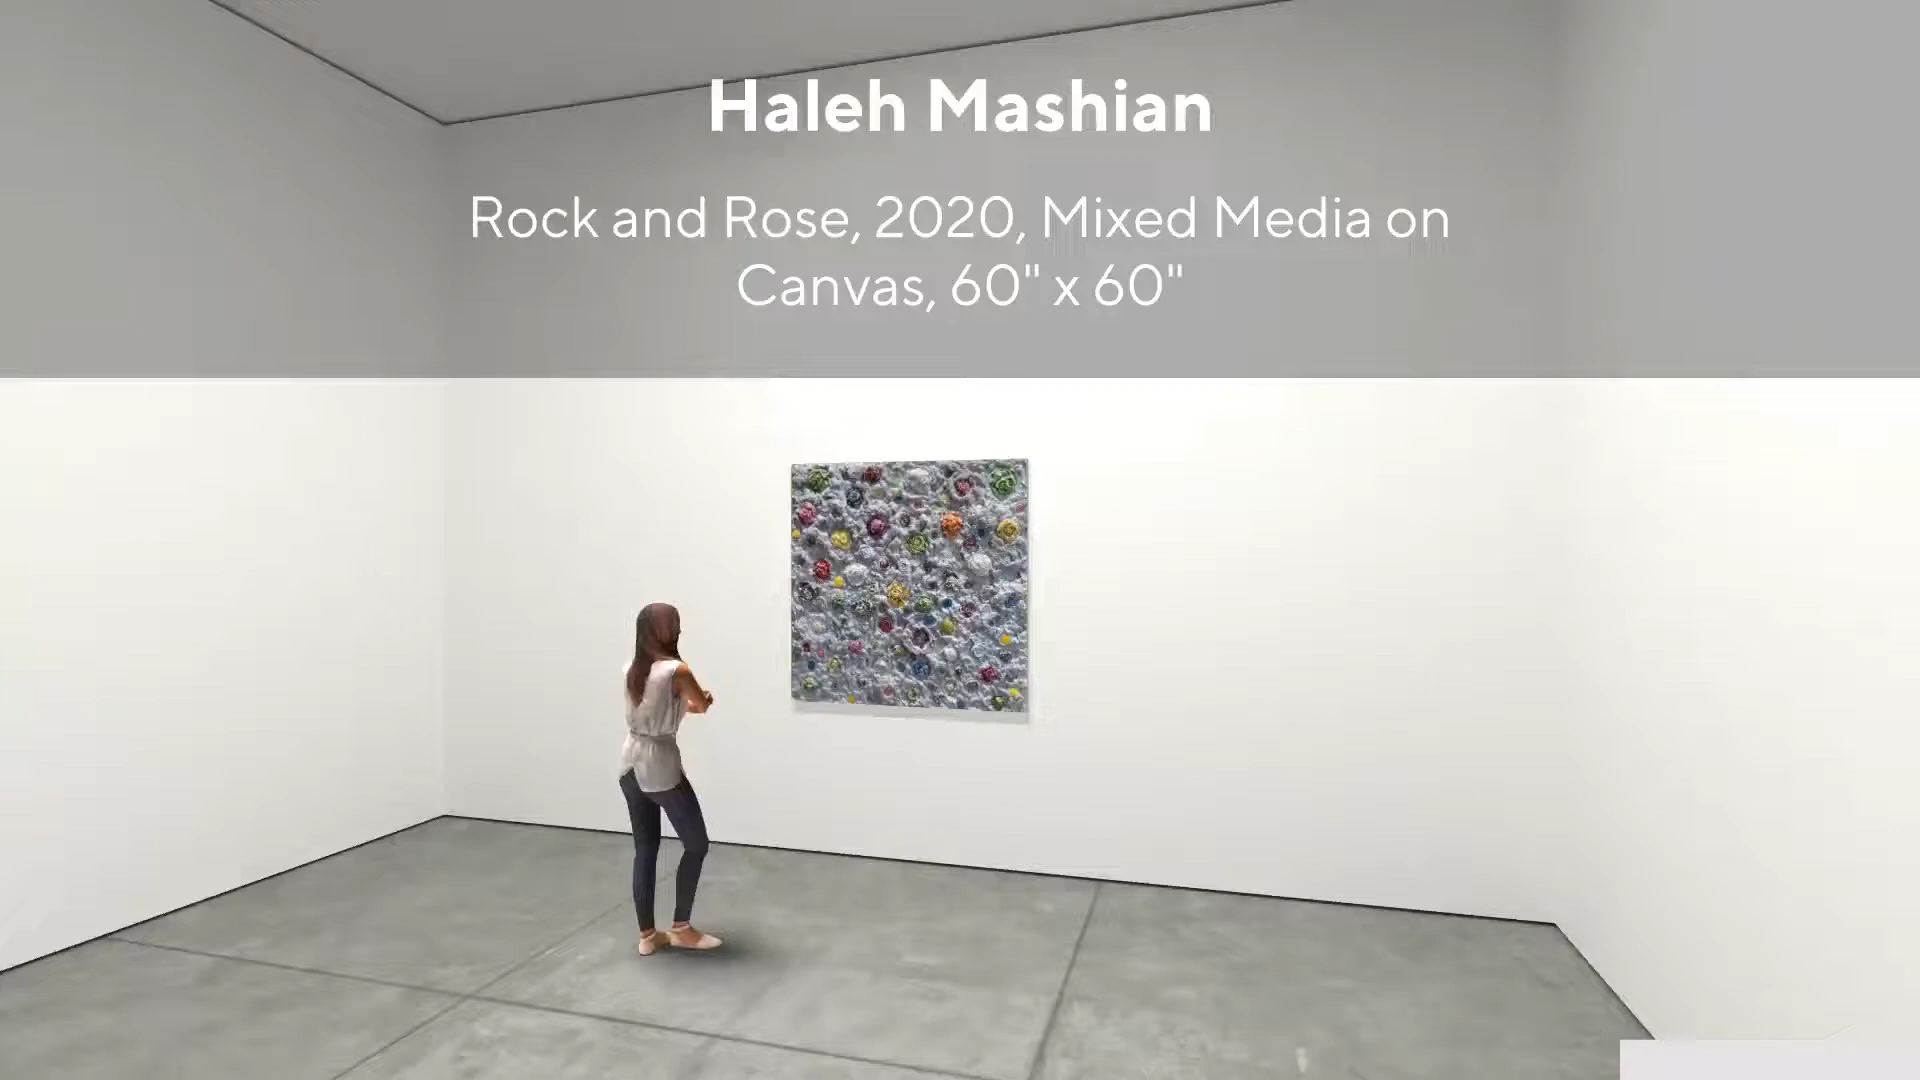 Haleh Mashian
Rock and Rose, 2020, Mixed Media on
Canvas, 60" x 60"